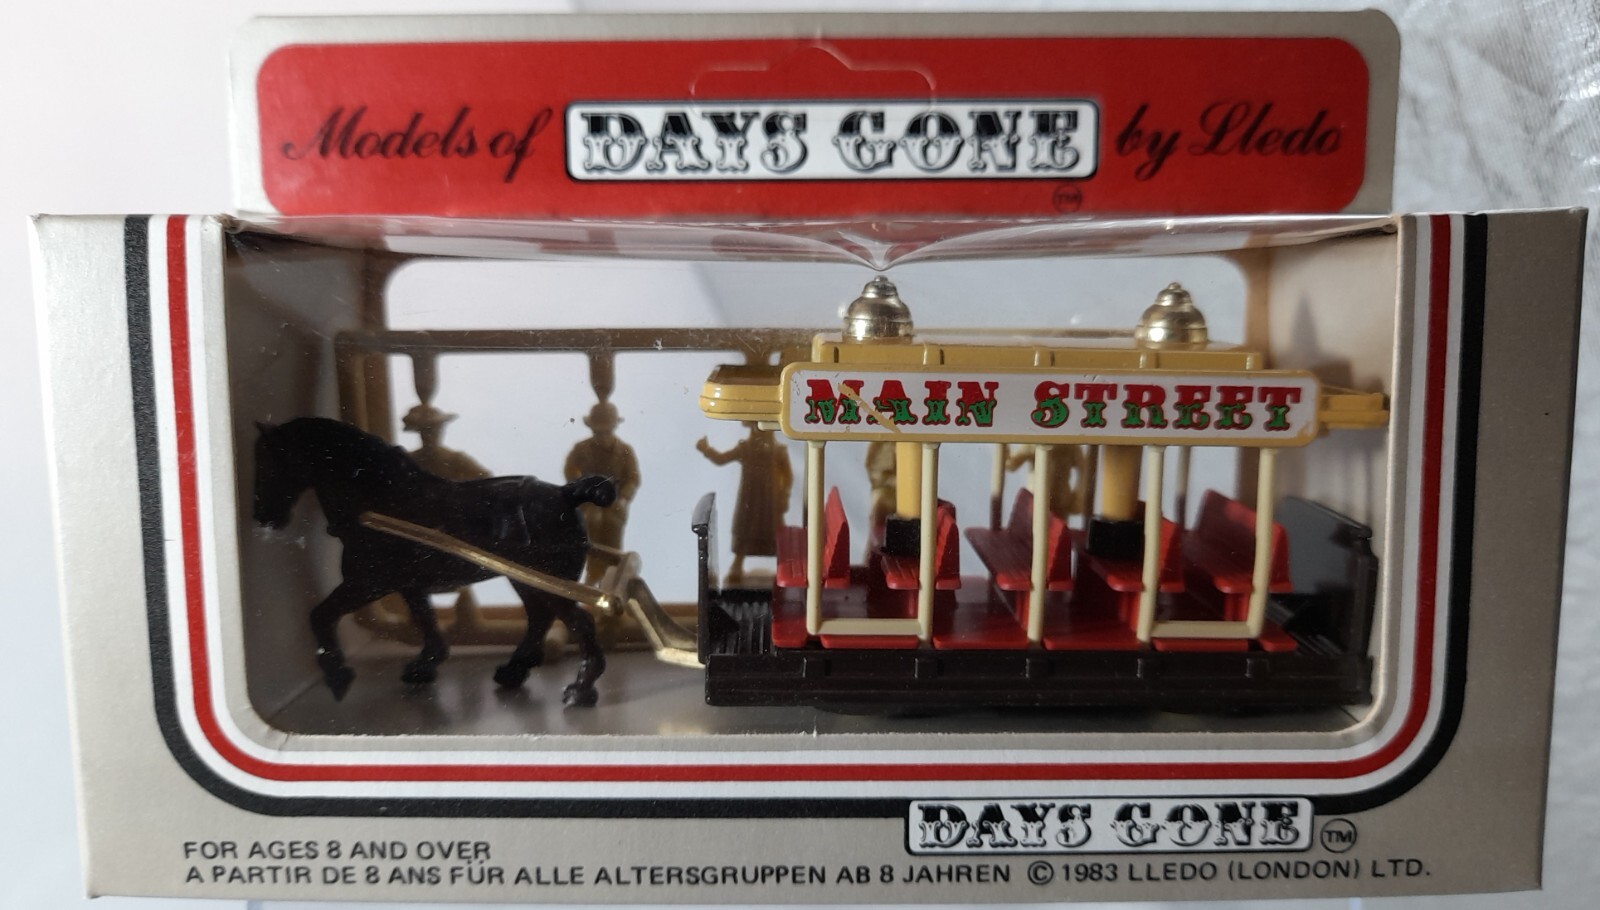 Models of DAYS GONE by Lledo
TM
MAIN STREET
DAYS GONE TM
FOR AGES 8 AND OVER
A PARTIR DE 8 ANS FÜR ALLE ALTERSGRUPPEN AB 8 JAHREN © 1983 LLEDO (LONDON) LTD.